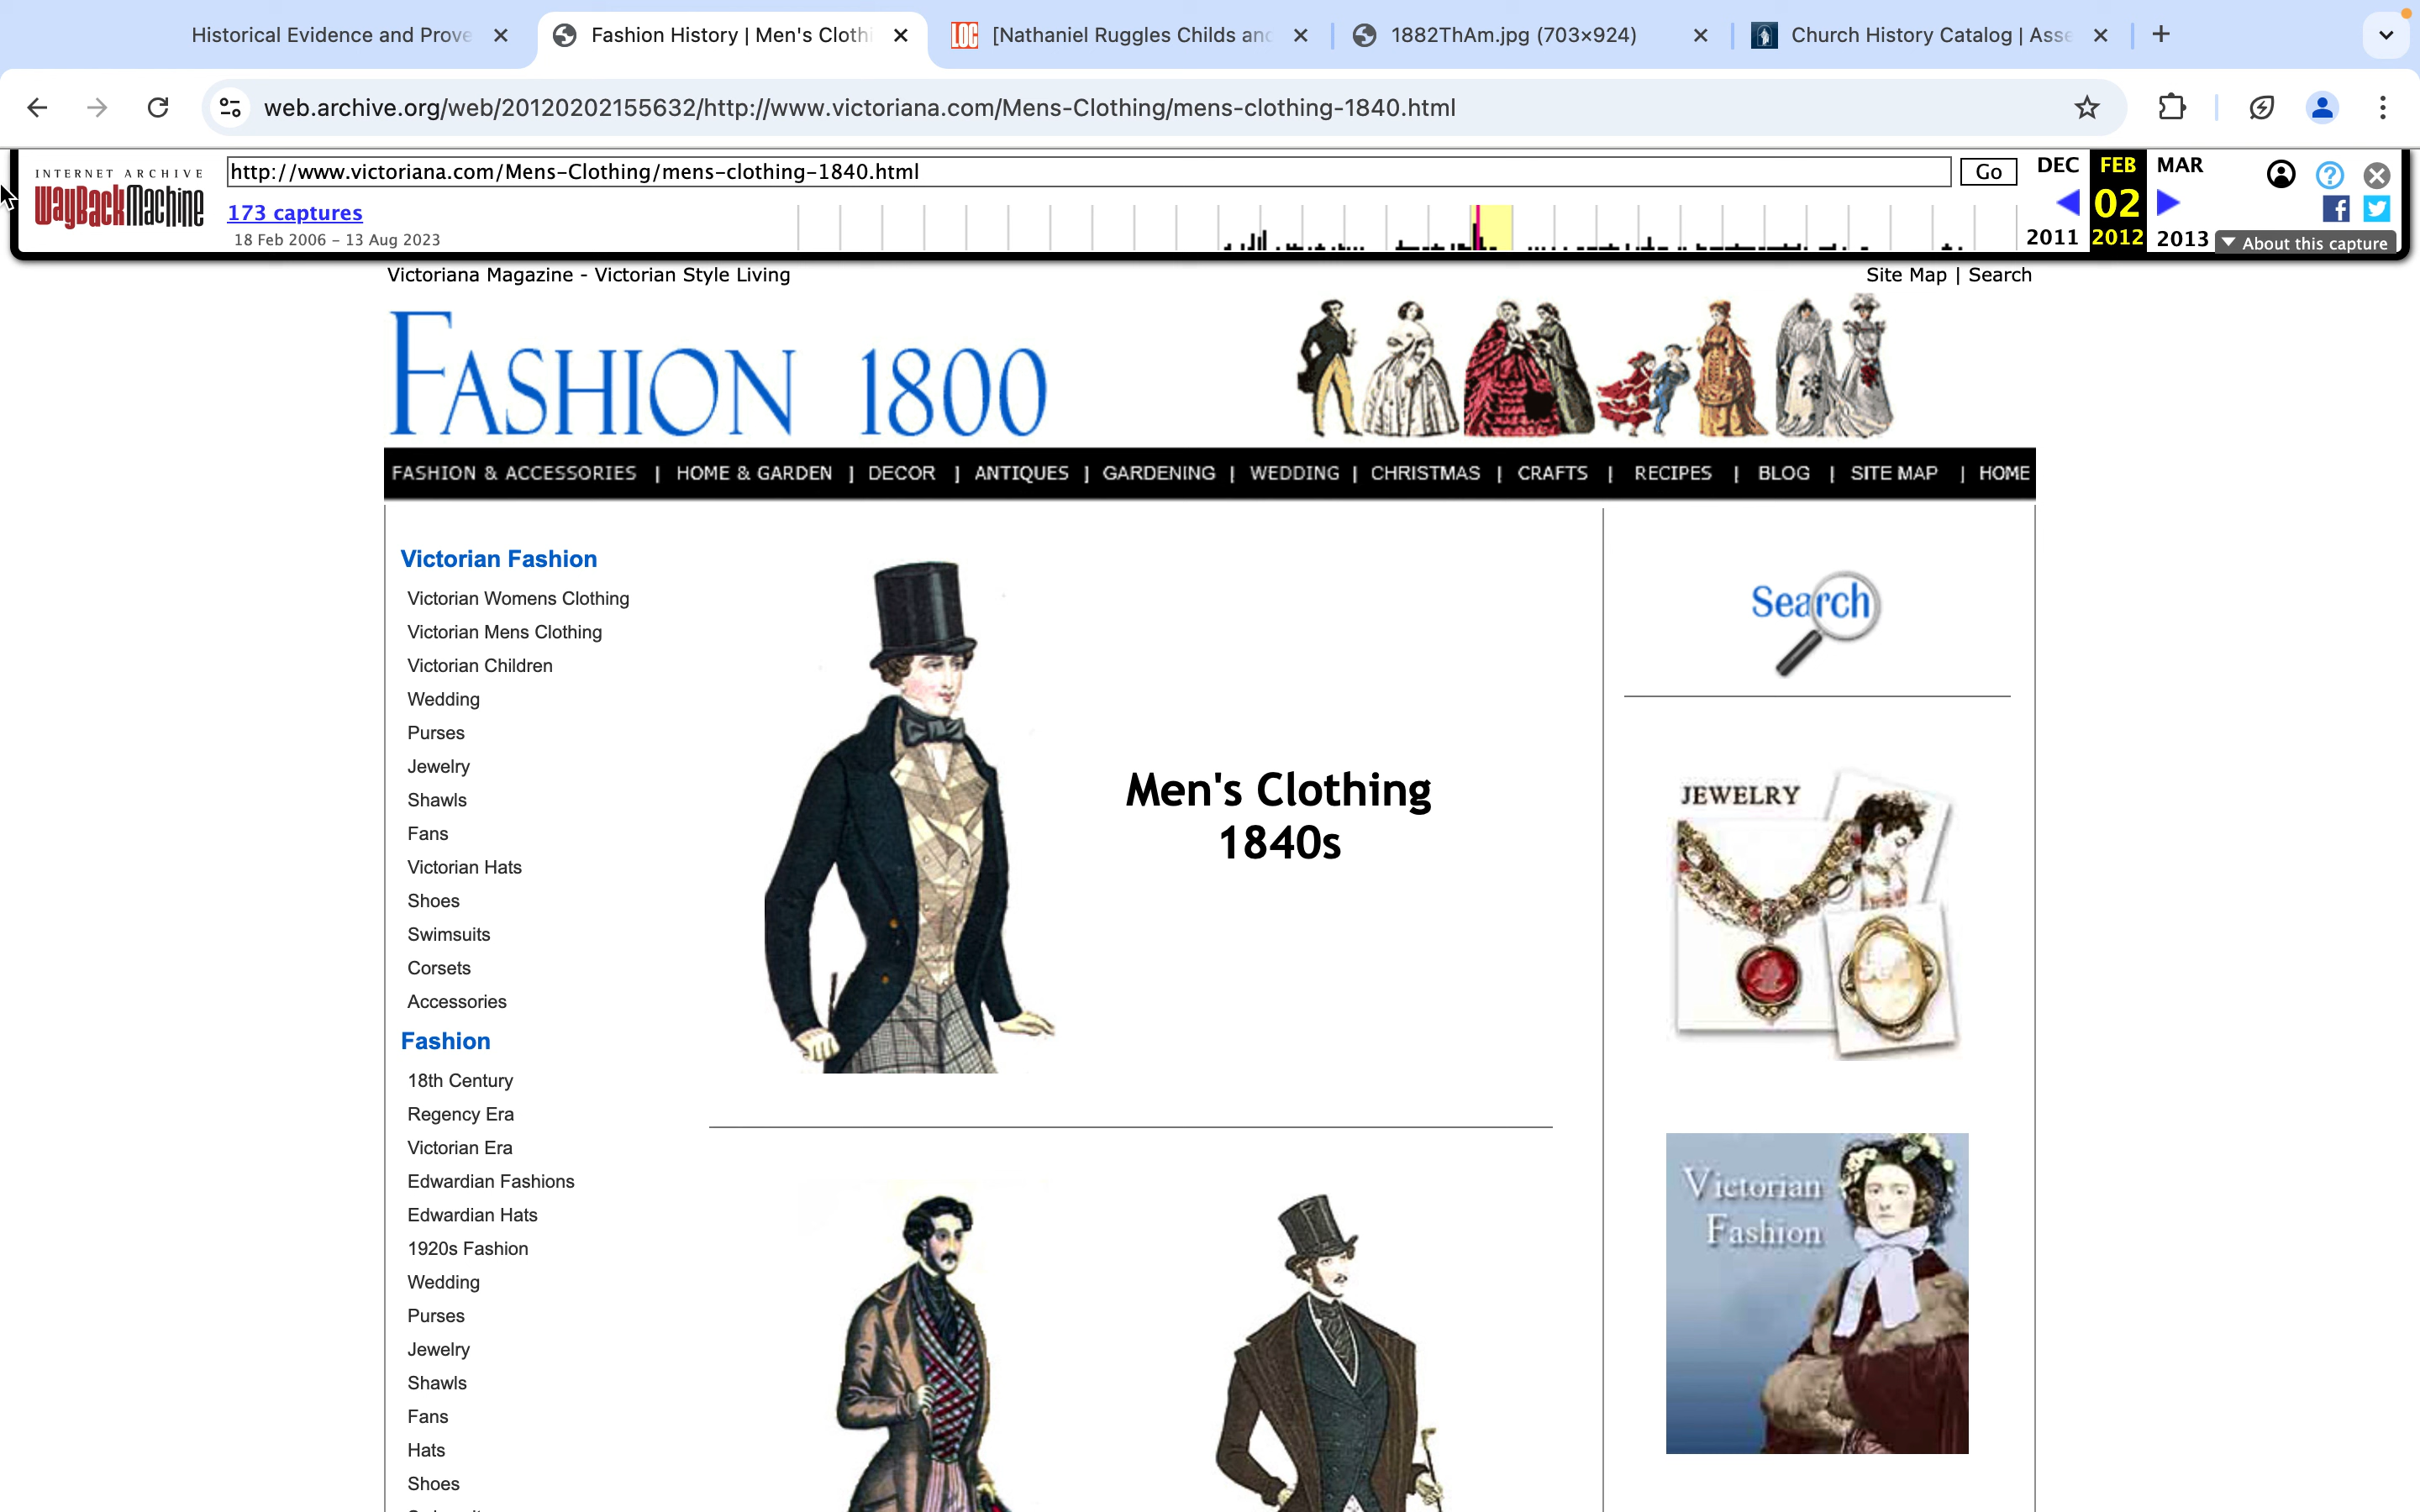 Historical Evidence and Prove
Fashion History | Men's Clothi
LOC
[Nathaniel Ruggles Childs and
1882ThAm.jpg (703×924)
Church History Catalog | Asse
web.archive.org/web/20120202155632/http://www.victoriana.com/Mens-Clothing/mens-clothing-1840.html
INTERNET ARCHIVE
WayBackMachine
http://www.victoriana.com/Mens-Clothing/mens-clothing-1840.html
Go
DEC FEB MAR
173 captures
02
18 Feb 2006 – 13 Aug 2023
2011 2012 2013
About this capture
Victoriana Magazine - Victorian Style Living
Site Map | Search
FASHION 1800
FASHION & ACCESSORIES | HOME & GARDEN ] DECOR ] ANTIQUES ] GARDENING | WEDDING | CHRISTMAS | CRAFTS | RECIPES | BLOG | SITE MAP | HOME
Victorian Fashion
Victorian Womens Clothing
Victorian Mens Clothing
Victorian Children
Wedding
Purses
Jewelry
Shawls
Fans
Victorian Hats
Shoes
Swimsuits
Corsets
Accessories
Fashion
18th Century
Regency Era
Victorian Era
Edwardian Fashions
Edwardian Hats
1920s Fashion
Wedding
Purses
Jewelry
Shawls
Fans
Hats
Shoes
Men's Clothing
1840s
Search
JEWELRY
Victorian
Fashion